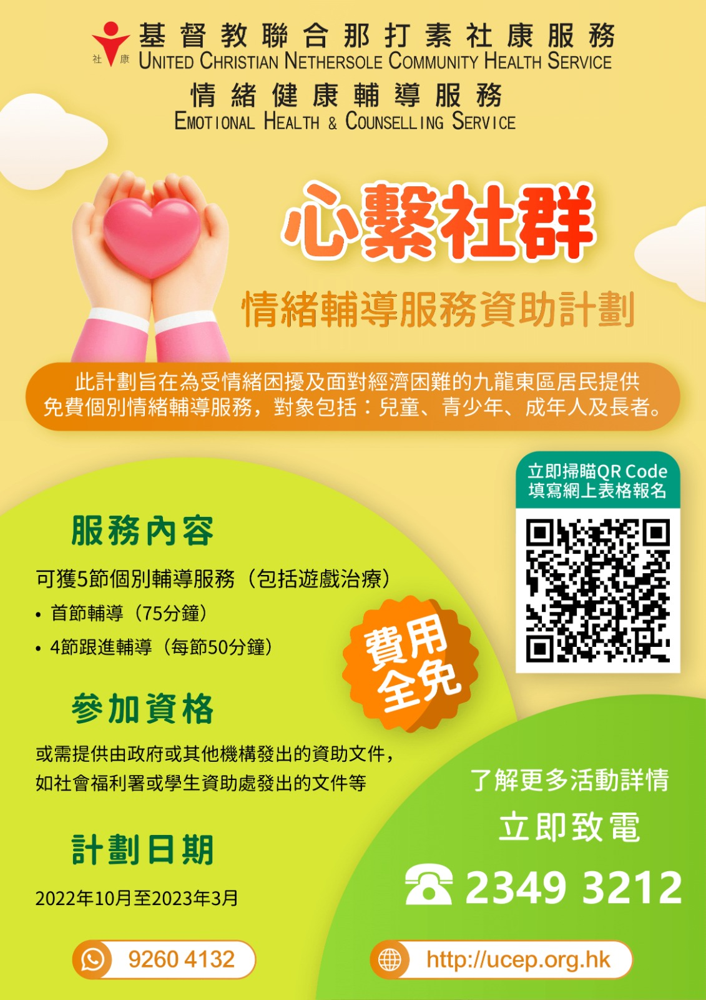 基督教聯合那打素社康服務
社 康
UNITED CHRISTIAN NETHERSOLE COMMUNITY HEALTH SERVICE
情緒健康輔導服務
EMOTIONAL HEALTH & COUNSELLING SERVICE
心繫社群
情緒輔導服務資助計劃
此計劃旨在為受情緒困擾及面對經濟困難的九龍東區居民提供
免費個別情緒輔導服務，對象包括：兒童、青少年、成年人及長者。
立即掃瞄QR Code
填寫網上表格報名
服務內容
可獲5節個別輔導服務（包括遊戲治療）
• 首節輔導（75分鐘）
• 4節跟進輔導（每節50分鐘）
費用
全免
參加資格
或需提供由政府或其他機構發出的資助文件，
如社會福利署或學生資助處發出的文件等
計劃日期
2022年10月至2023年3月
了解更多活動詳情
立即致電
2349 3212
9260 4132
http://ucep.org.hk